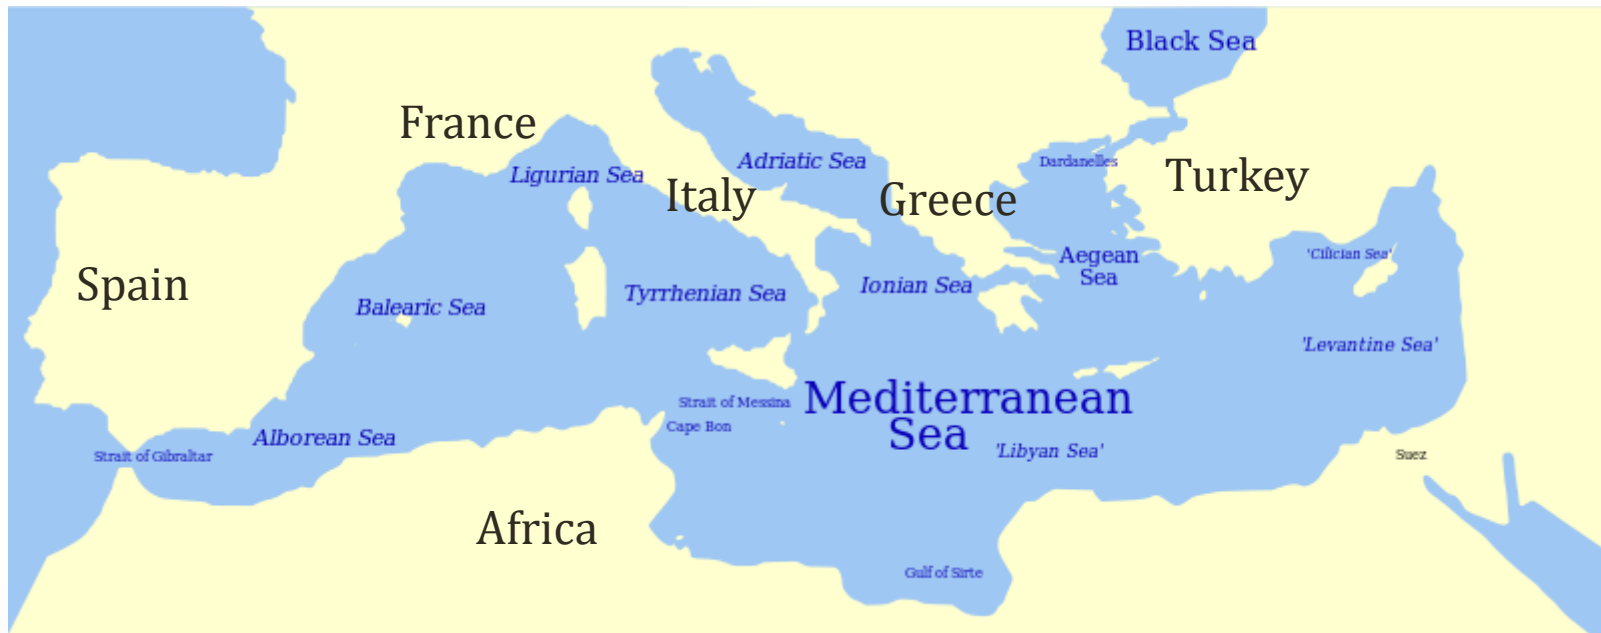 Black Sea
France
Adriatic Sea
Dardanelles
Ligurian Sea
Italy
Greece
Turkey
Spain
Aegean
Sea
'Cilician Sea'
Balearic Sea
Tyrrhenian Sea
Ionian Sea
'Levantine Sea'
Strait of Messina
Mediterranean
Sea
Cape Bon
Alborean Sea
'Libyan Sea'
Strait of Gibraltar
Suez
Africa
Gulf of Sirte